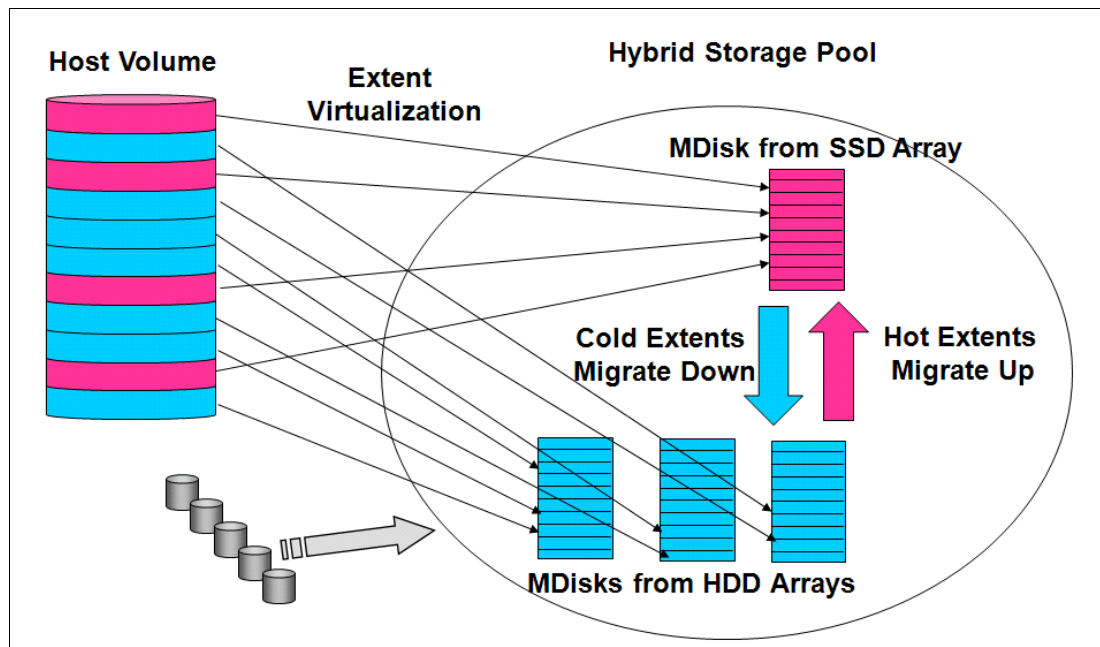 Host Volume
Extent
Virtualization
Hybrid Storage Pool
MDisk from SSD Array
Cold Extents
Migrate Down
Hot Extents
Migrate Up
MDisks from HDD Arrays